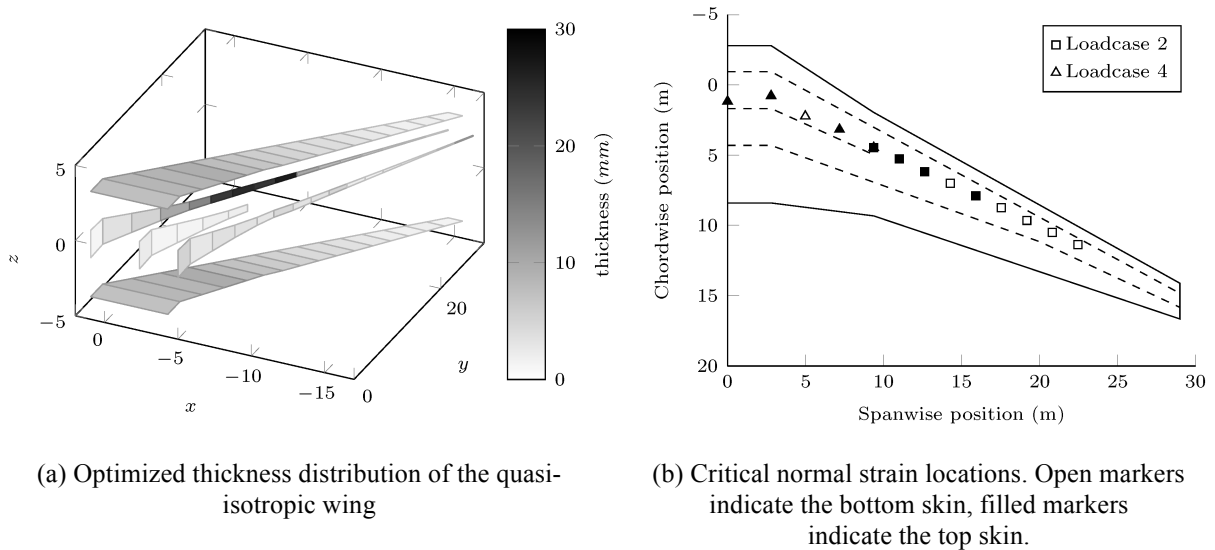 30
20
10
0
thickness (mm)
5
0
−5
z
0
−5
−10
−15
x
0
20
y
−5
0
5
10
15
20
Chordwise position (m)
0
5
10
15
20
25
30
Spanwise position (m)
Loadcase 2
Loadcase 4
(a) Optimized thickness distribution of the quasi-
isotropic wing
(b) Critical normal strain locations. Open markers
indicate the bottom skin, filled markers
indicate the top skin.